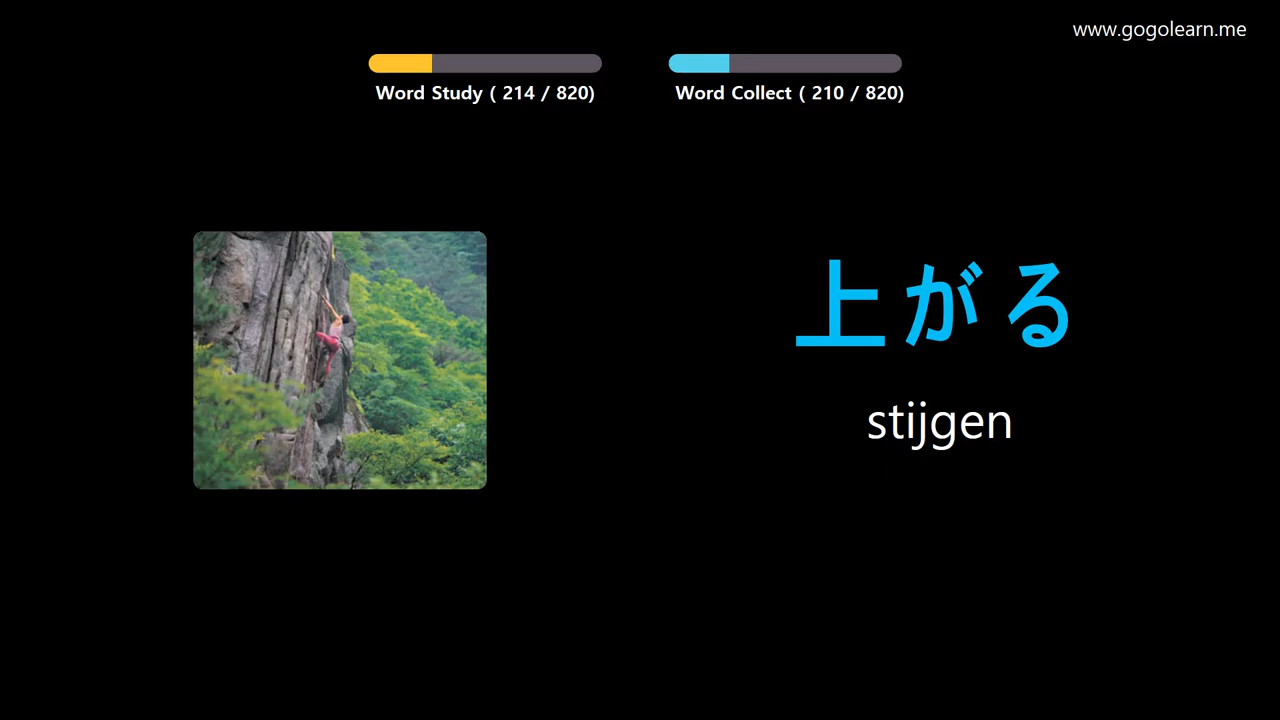 www.gogolearn.me
Word Study ( 214 / 820)
Word Collect ( 210 / 820)
上がる
stijgen